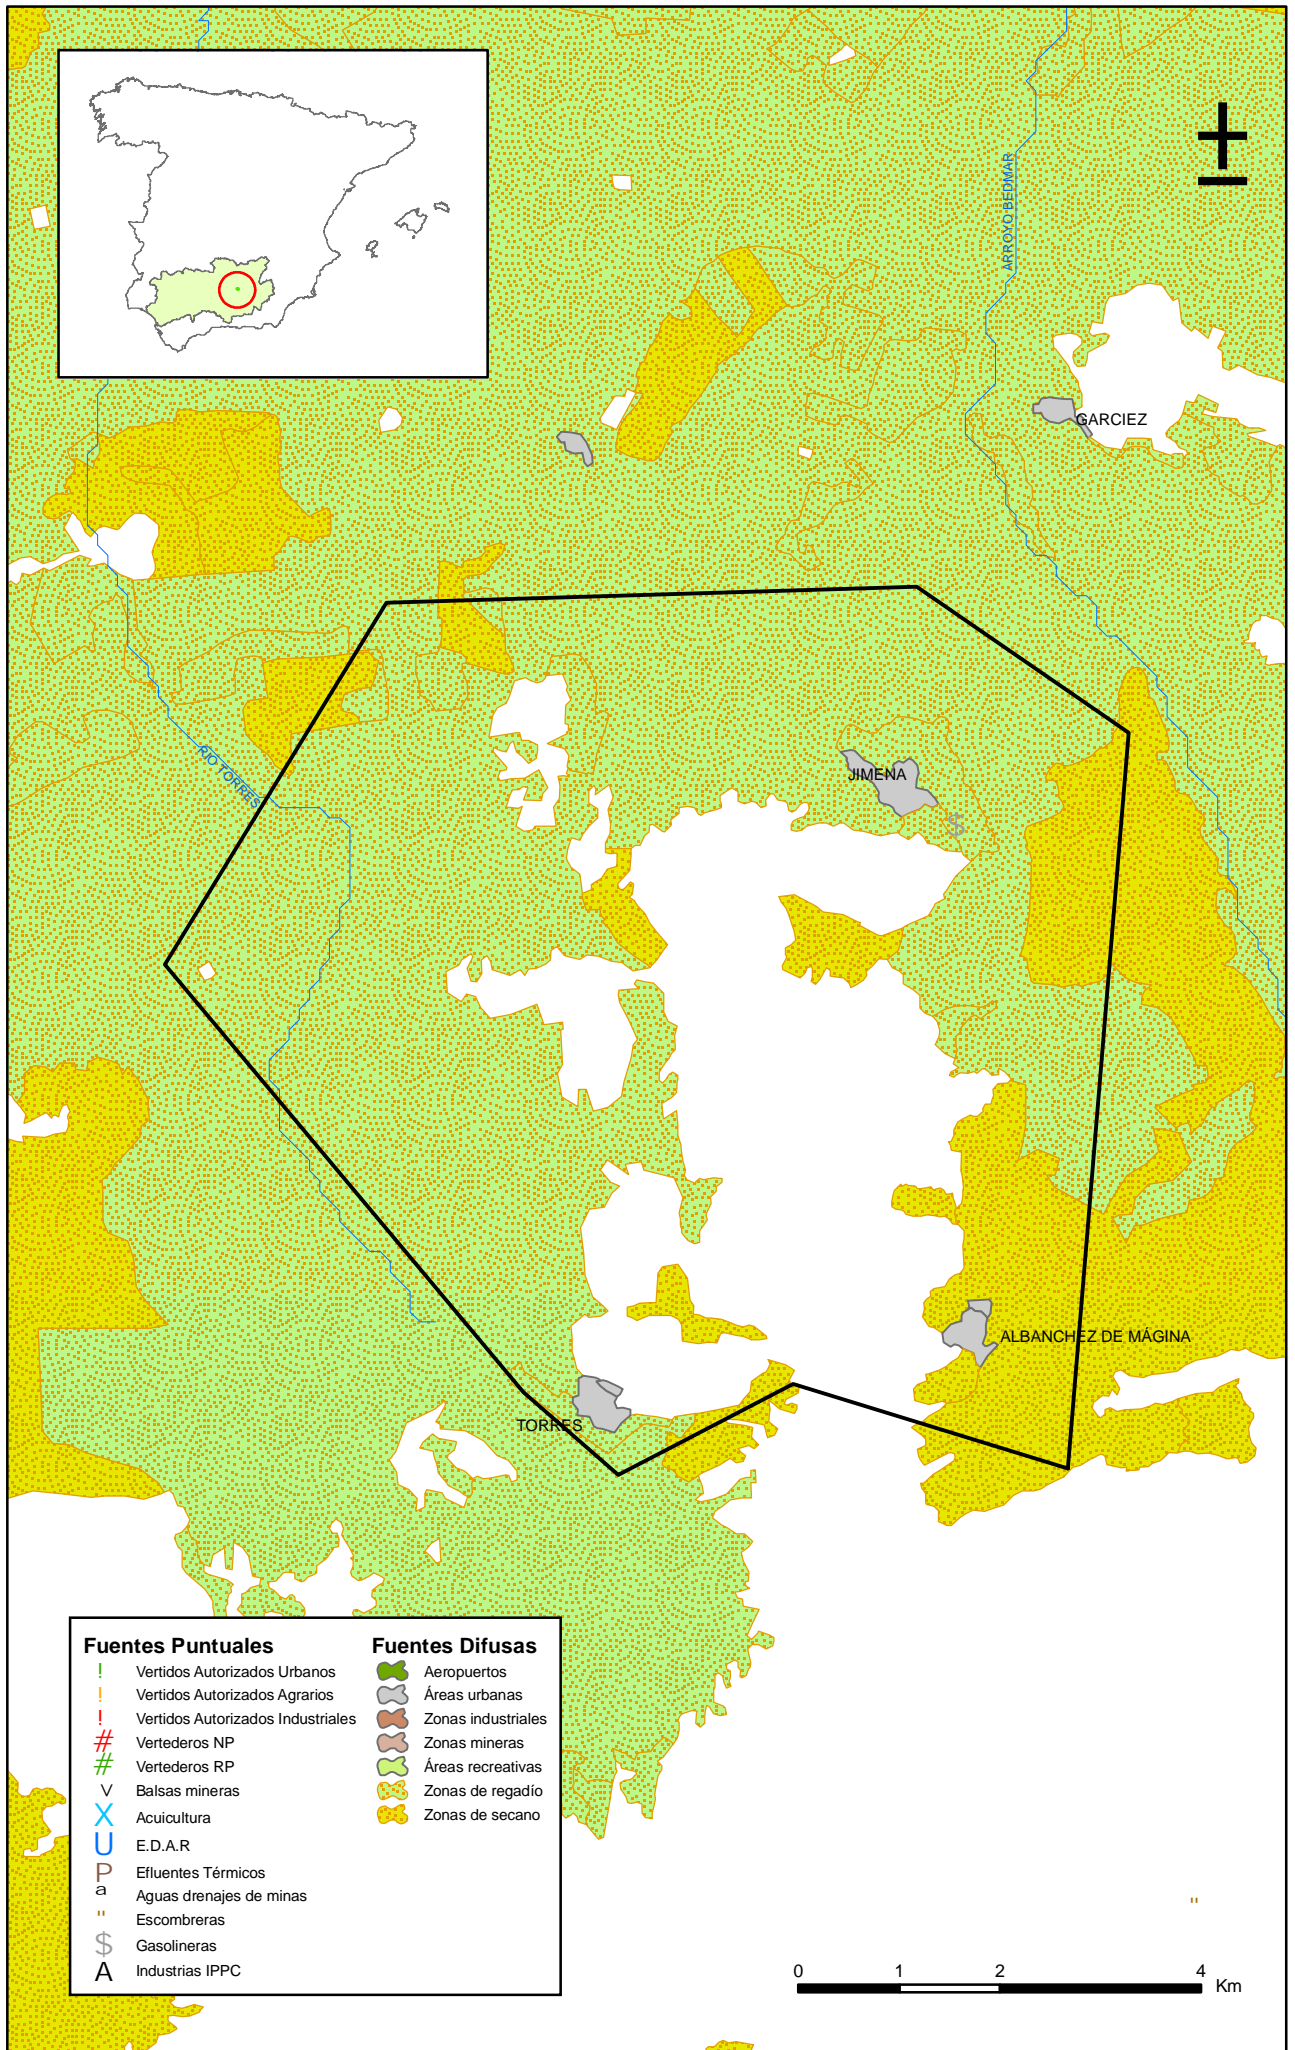 ARROYO BEDMAR
GARCIEZ
RIO TORRES
JIMENA
$
ALBANCHEZ DE MÁGINA
TORRES
Fuentes Puntuales
! Vertidos Autorizados Urbanos
! Vertidos Autorizados Agrarios
! Vertidos Autorizados Industriales
# Vertederos NP
# Vertederos RP
V Balsas mineras
X Acuicultura
U E.D.A.R
P Efluentes Térmicos
a Aguas drenajes de minas
" Escombreras
$ Gasolineras
A Industrias IPPC
Fuentes Difusas
Aeropuertos
Áreas urbanas
Zonas industriales
Zonas mineras
Áreas recreativas
Zonas de regadío
Zonas de secano
"
0 1 2 4
Km